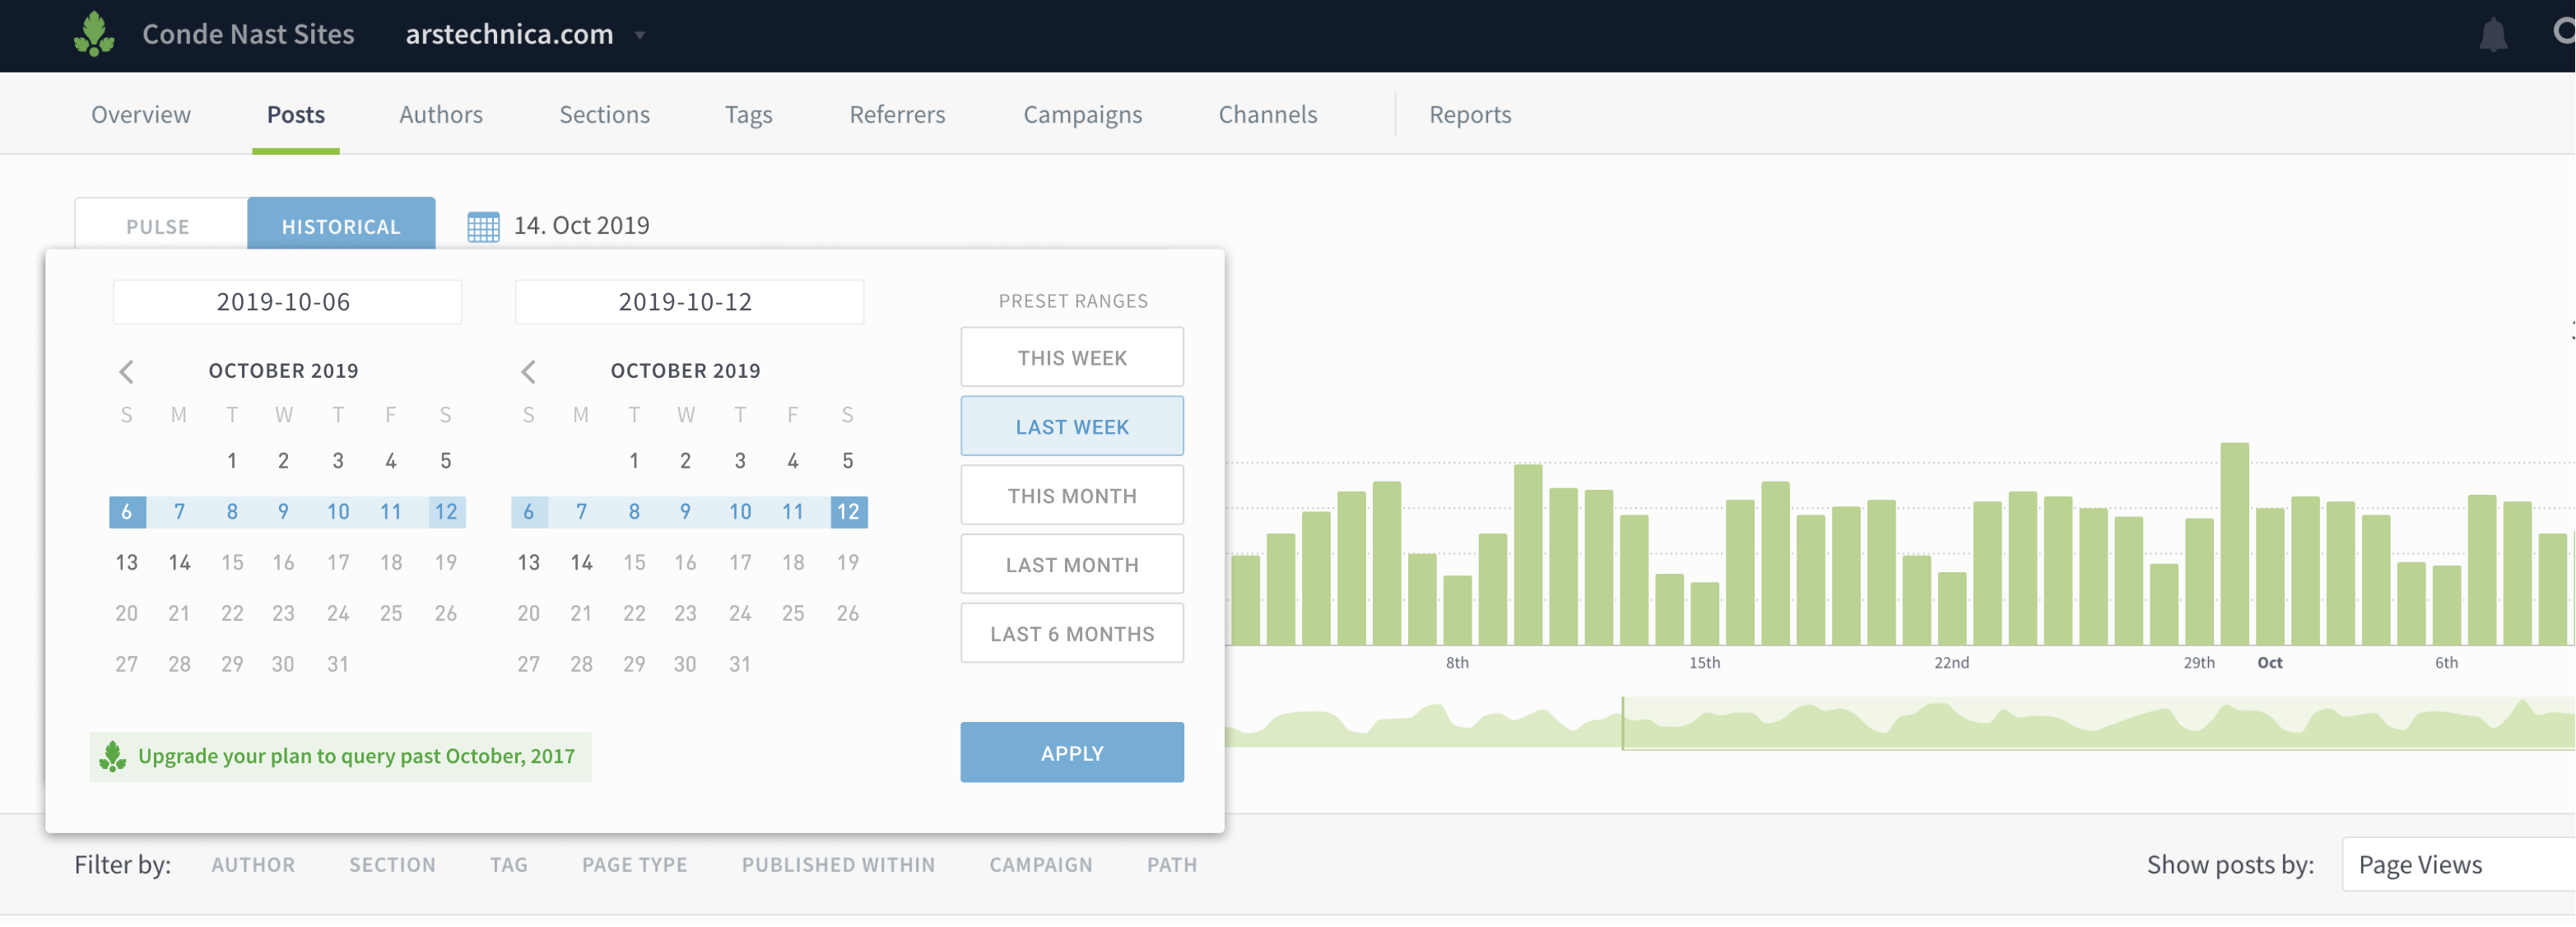 Conde Nast Sites arstechnica.com
Overview Posts Authors Sections Tags Referrers Campaigns Channels Reports
PULSE HISTORICAL 14. Oct 2019
2019-10-06 2019-10-12 PRESET RANGES
THIS WEEK
OCTOBER 2019 OCTOBER 2019
S M T W T F S S M T W T F S
LAST WEEK
1 2 3 4 5 1 2 3 4 5
THIS MONTH
6 7 8 9 10 11 12 6 7 8 9 10 11 12
13 14 15 16 17 18 19 13 14 15 16 17 18 19
LAST MONTH
20 21 22 23 24 25 26 20 21 22 23 24 25 26
LAST 6 MONTHS
27 28 29 30 31 27 28 29 30 31
8th 15th 22nd 29th Oct 6th
Upgrade your plan to query past October, 2017
APPLY
Filter by: AUTHOR SECTION TAG PAGE TYPE PUBLISHED WITHIN CAMPAIGN PATH Show posts by: Page Views